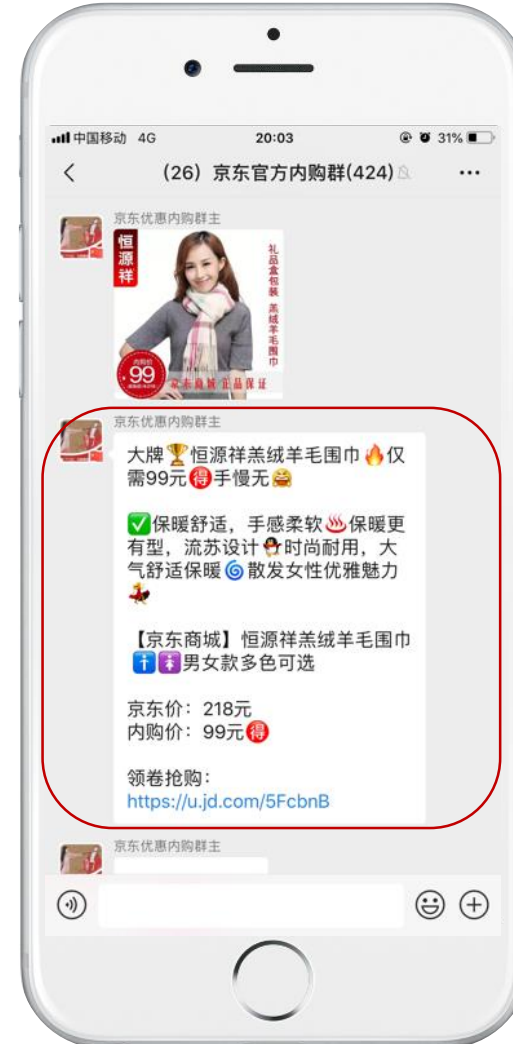 中国移动 4G 20:03 31%
(26) 京东官方内购群(424)
京东优惠内购群主
恒源祥
礼品盒包装 羔绒羊毛围巾
内购价
99
京东商城 正品保证
京东优惠内购群主
大牌🏆恒源祥羔绒羊毛围巾🔥仅
需99元🉐手慢无😂
✅保暖舒适，手感柔软♨保暖更
有型，流苏设计🐧时尚耐用，大
气舒适保暖🌀散发女性优雅魅力
💃
【京东商城】恒源祥羔绒羊毛围巾
🚹🚺男女款多色可选
京东价：218元
内购价：99元🉐
领卷抢购：
https://u.jd.com/5FcbnB
京东优惠内购群主